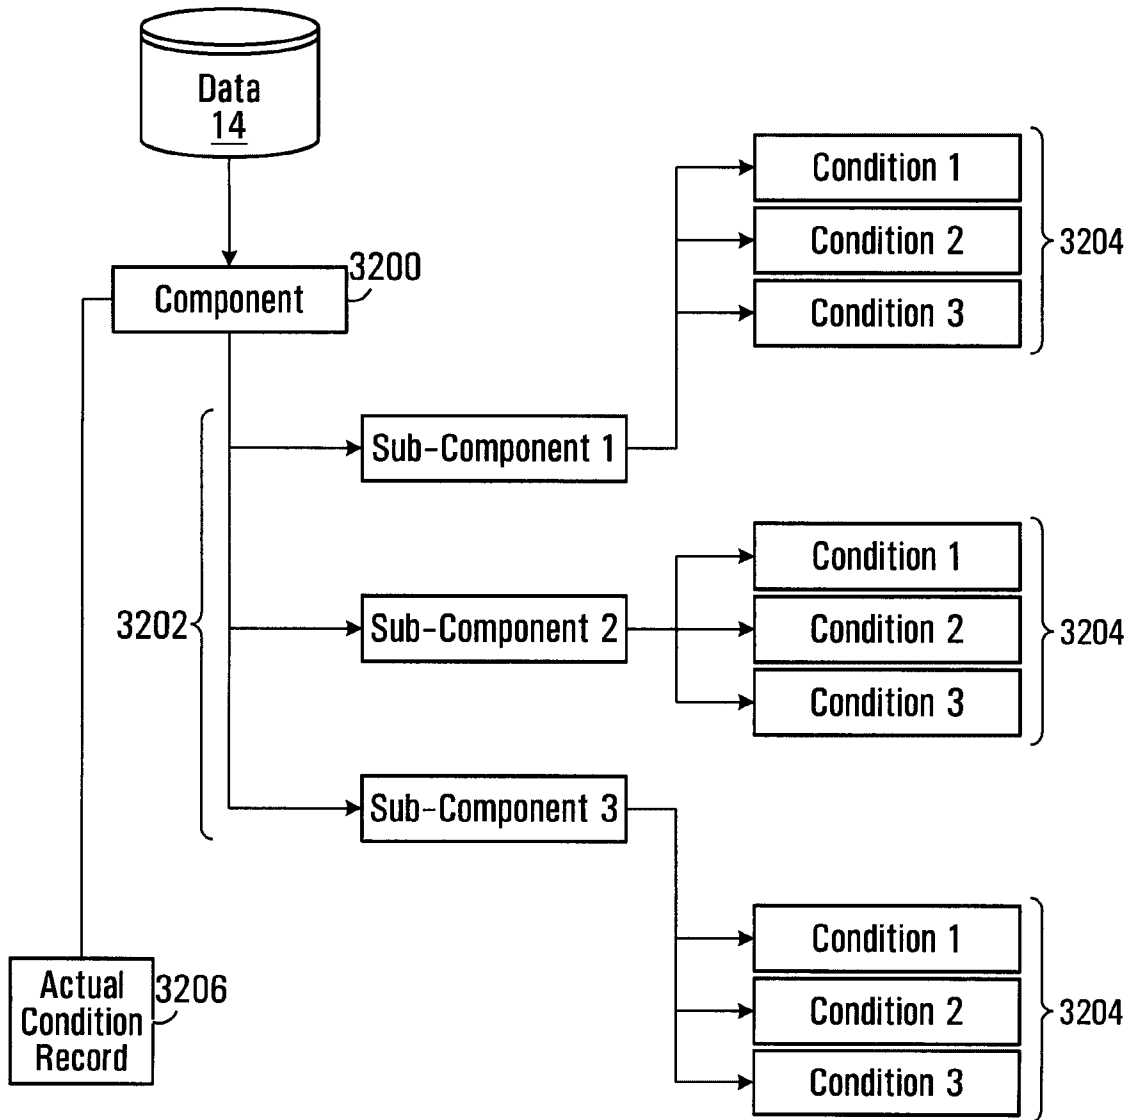 Data
14
3200
Component
Condition 1
Condition 2
Condition 3
3204
Sub-Component 1
3202
Sub-Component 2
Condition 1
Condition 2
Condition 3
3204
Sub-Component 3
Condition 1
Condition 2
Condition 3
3204
Actual
Condition
Record
3206